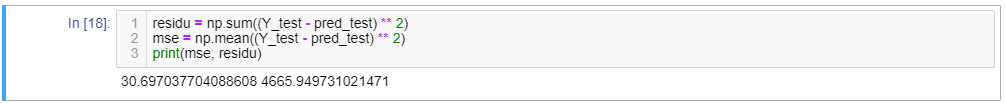 In [18]:
1 residu = np.sum((Y_test - pred_test) ** 2)
2 mse = np.mean((Y_test - pred_test) ** 2)
3 print(mse, residu)
30.697037704088608 4665.949731021471